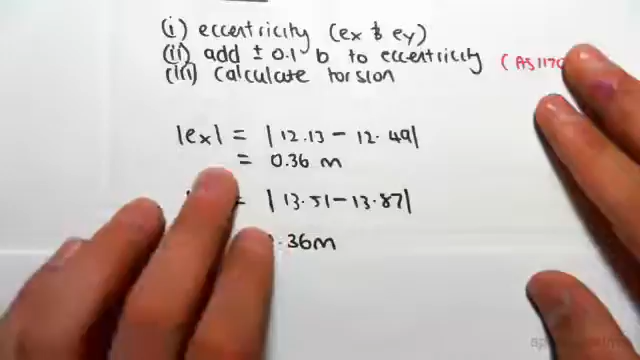 (i) eccentricity (ex & ey)
(ii) add ± 0.1 b to eccentricity (AS1170
(iii) calculate torsion
|ex| = |12.13 - 12.49|
= 0.36 m
= |13.51 - 13.87|
.36m